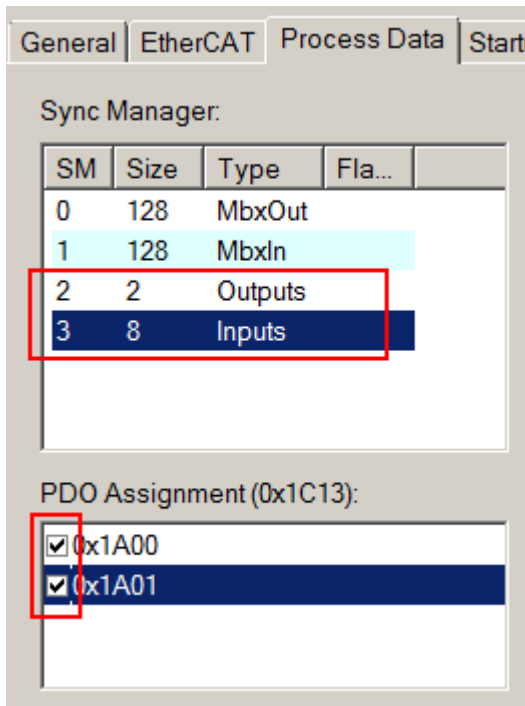 General EtherCAT Process Data Start
Sync Manager:
SM Size Type Fla...
0 128 MbxOut
1 128 MbxIn
2 2 Outputs
3 8 Inputs
PDO Assignment (0x1C13):
0x1A00
0x1A01